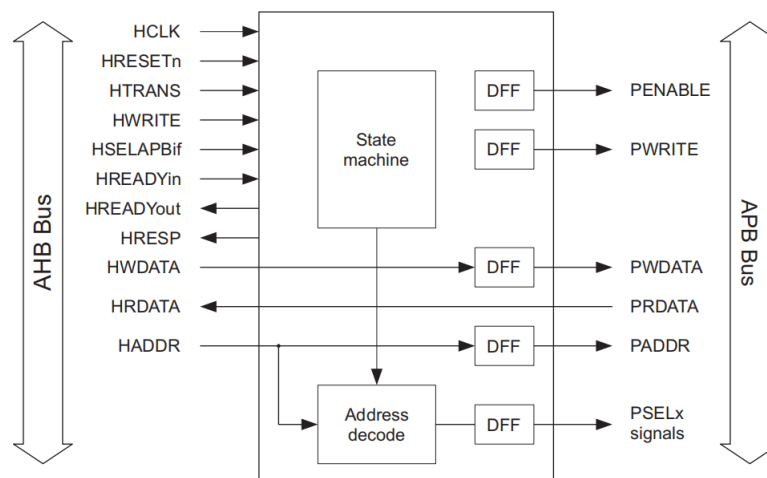 HCLK
HRESETn
HTRANS
DFF
PENABLE
HWRITE
State
machine
HSELAPBif
DFF
PWRITE
HREADYin
HREADYout
HRESP
HWDATA
DFF
PWDATA
HRDATA
PRDATA
HADDR
DFF
PADDR
Address
decode
DFF
PSELx
signals
AHB Bus
APB Bus